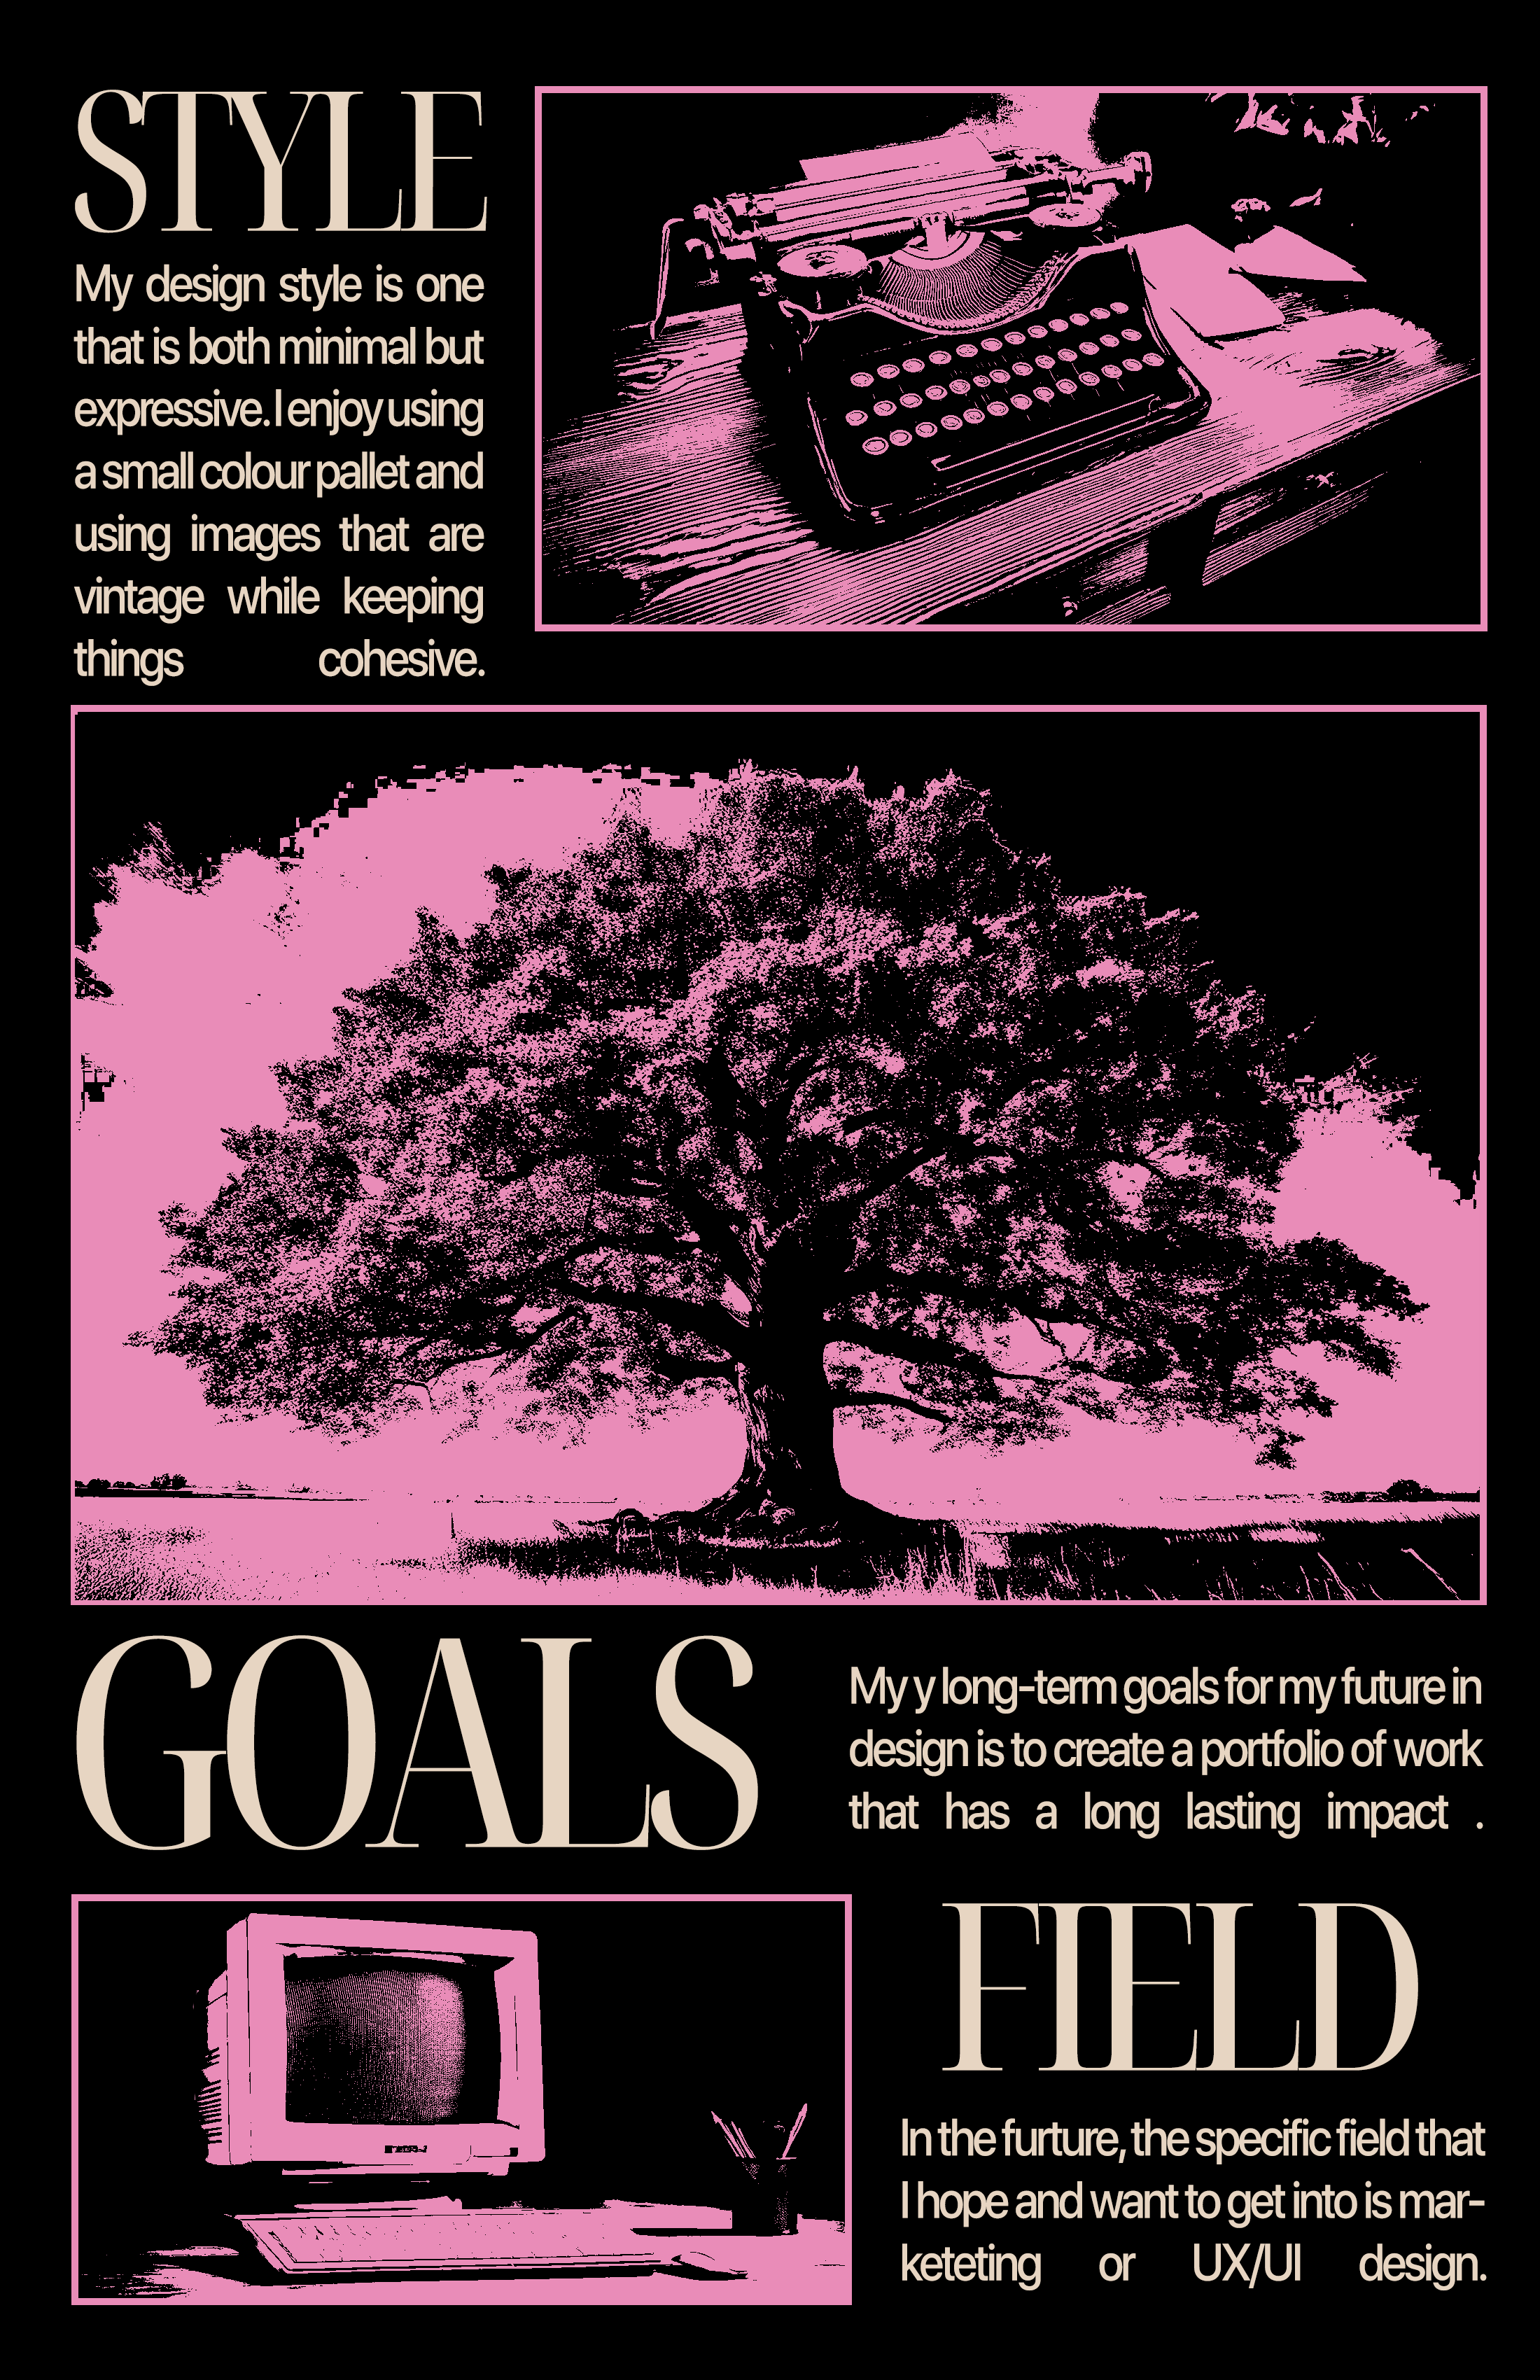 STYLE
My design style is one
that is both minimal but
expressive. I enjoy using
a small colour pallet and
using images that are
vintage while keeping
things cohesive.
GOALS
My y long-term goals for my future in
design is to create a portfolio of work
that has a long lasting impact .
FIELD
In the furture, the specific field that
I hope and want to get into is mar-
keteting or UX/UI design.